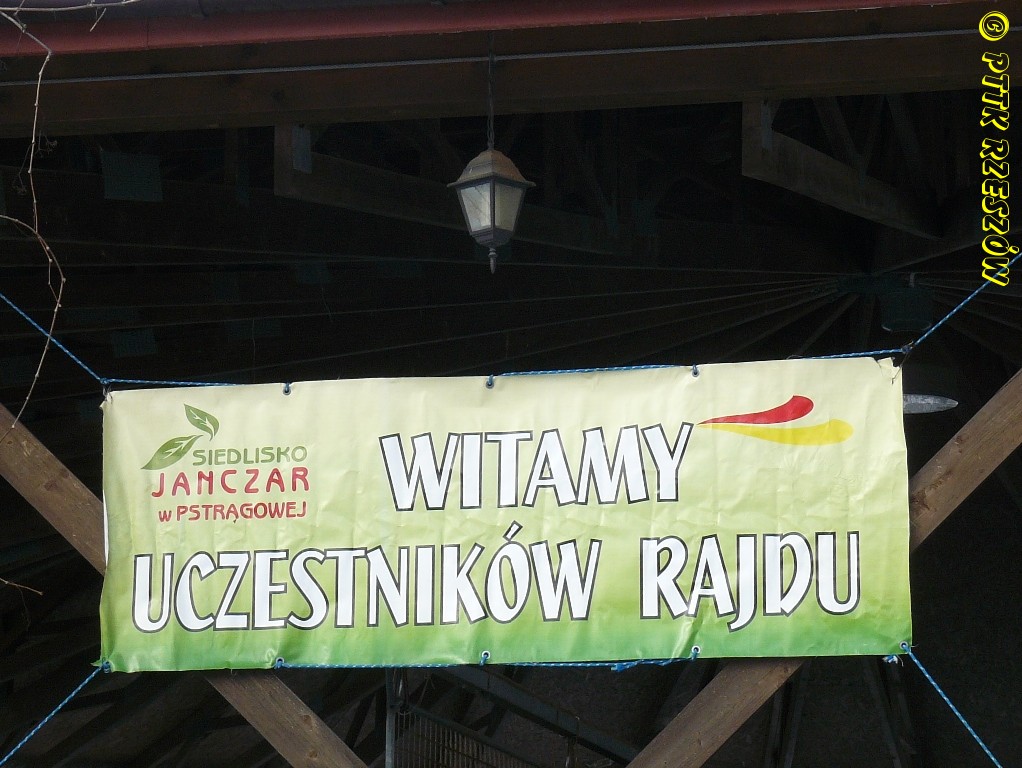 © PTTK RZESZÓW
SIEDLISKO
JANCZAR
w PSTRĄGOWEJ
WITAMY
UCZESTNIKÓW RAJDU